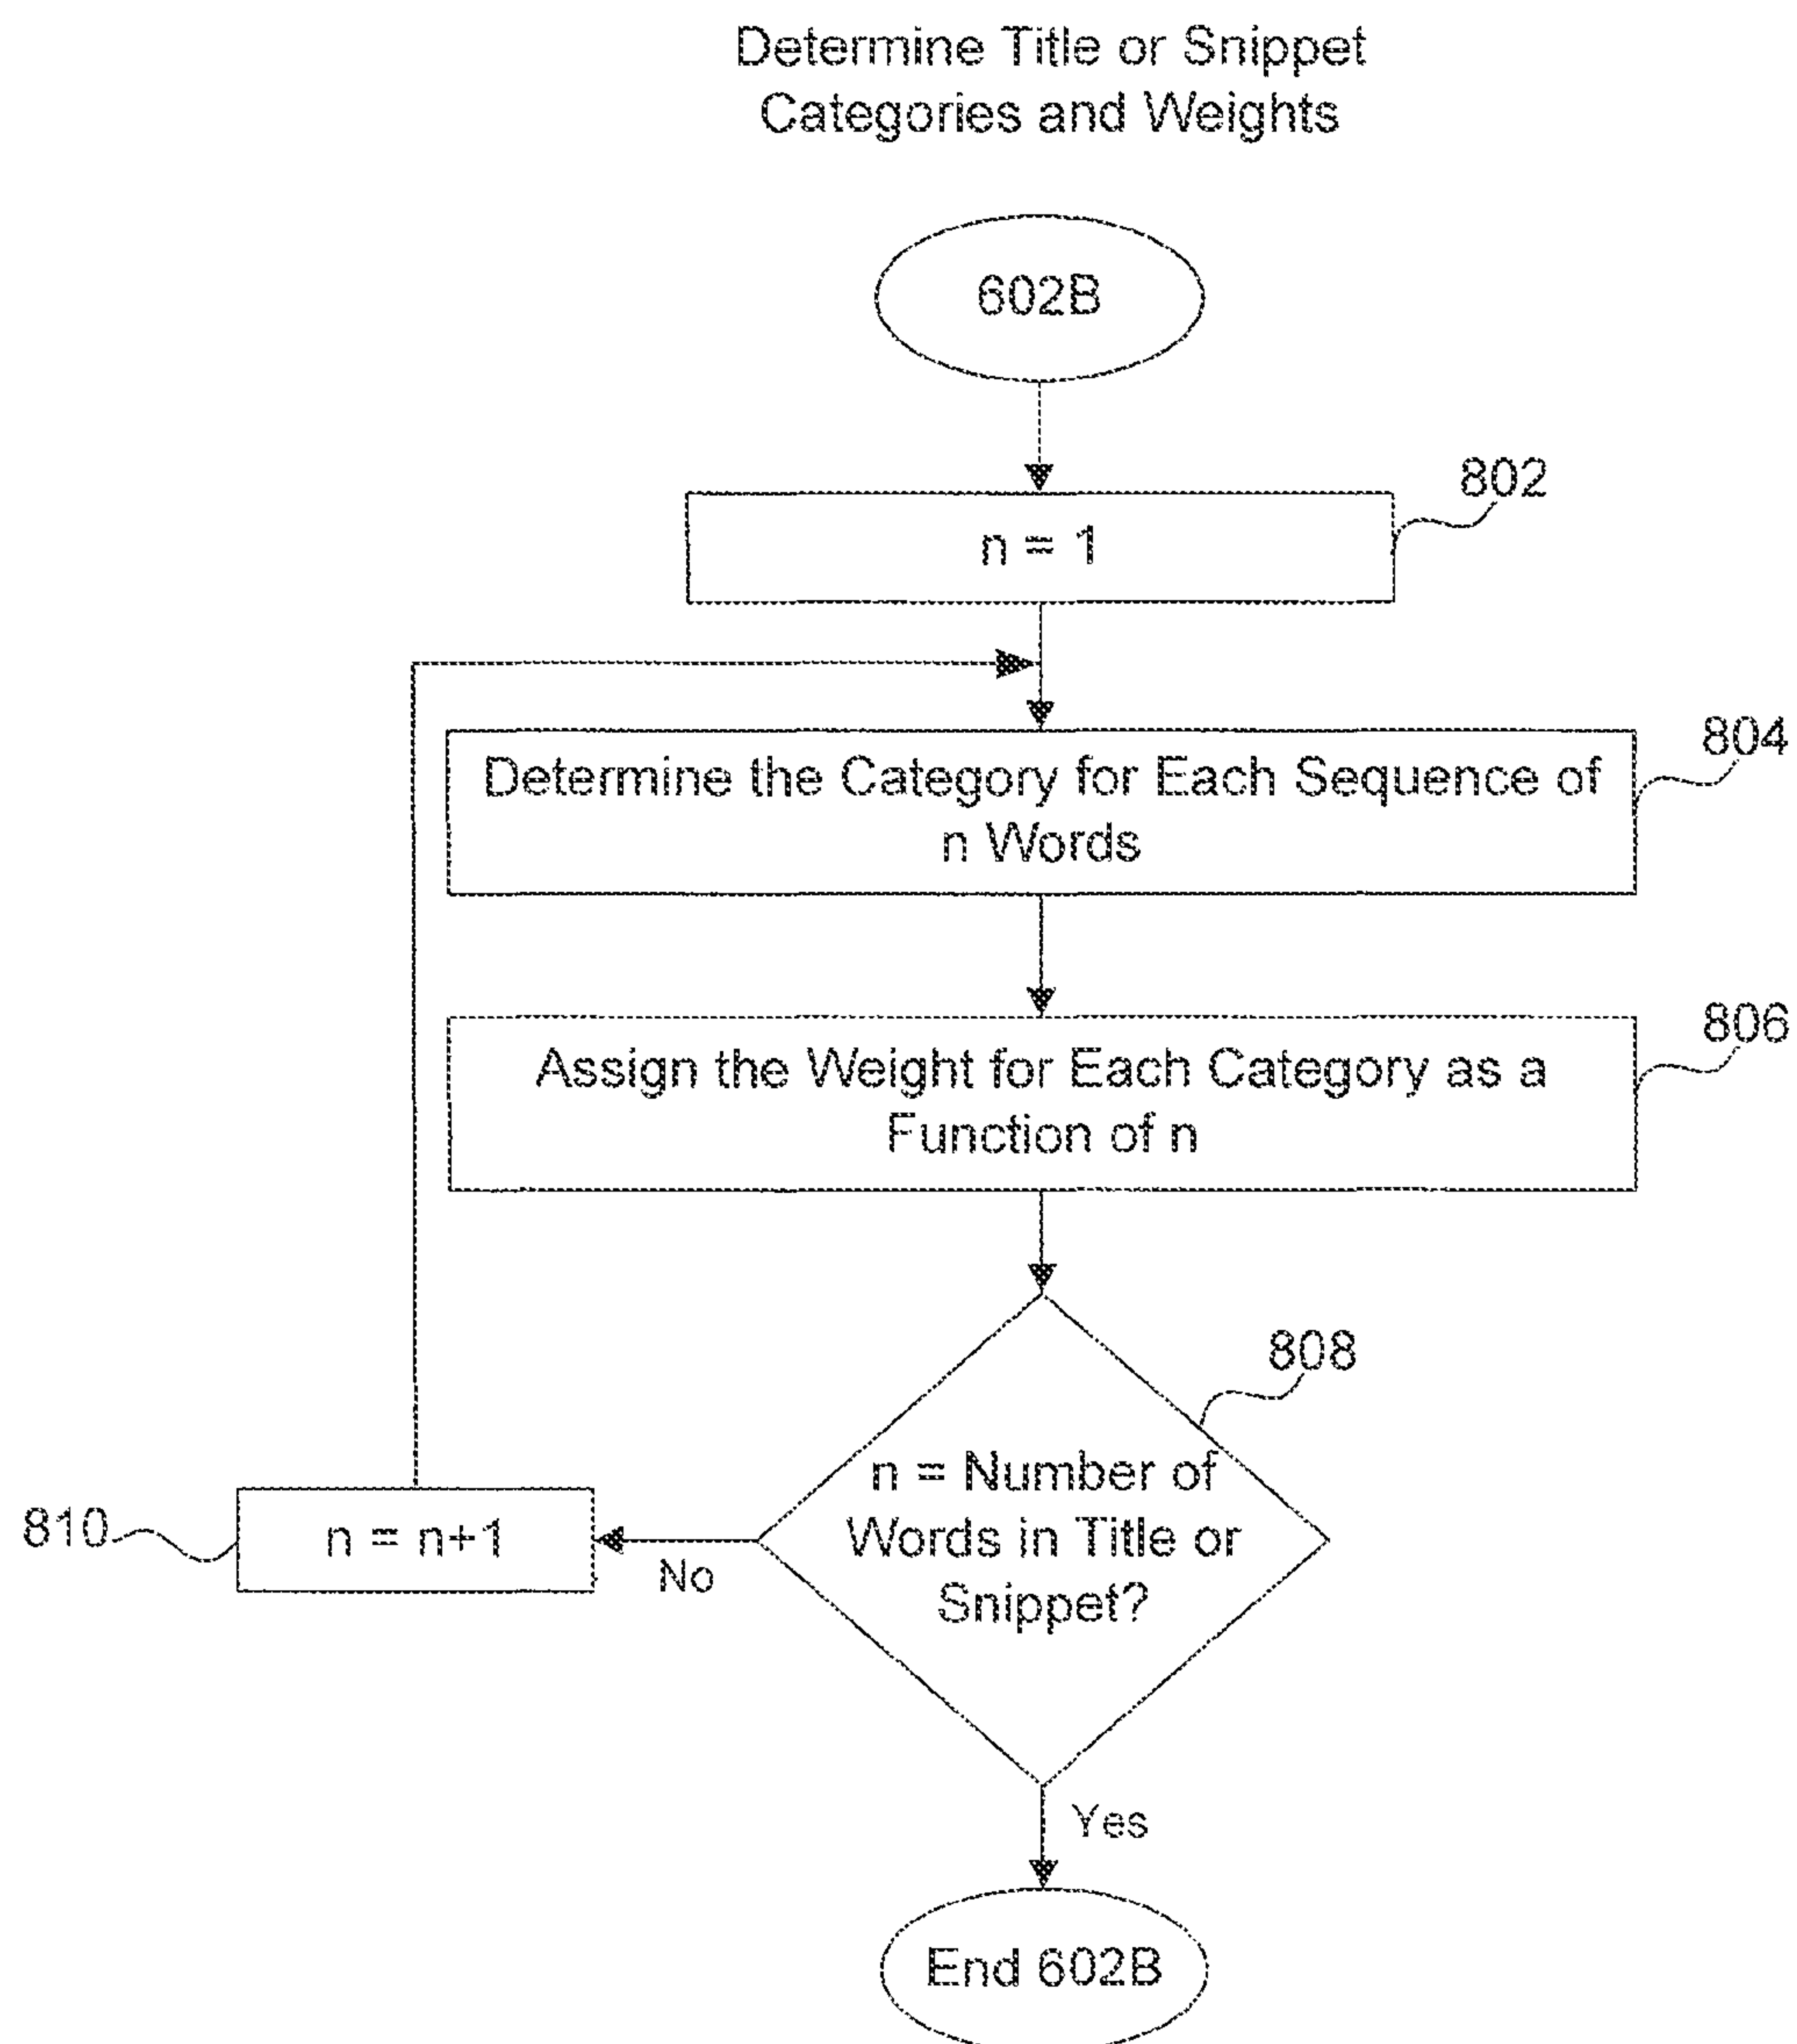 Determine Title or Snippet
Categories and Weights
602B
802
n = 1
804
Determine the Category for Each Sequence of
n Words
806
Assign the Weight for Each Category as a
Function of n
808
n = Number of
Words in Title or
Snippet?
810
n = n+1
No
Yes
End 602B